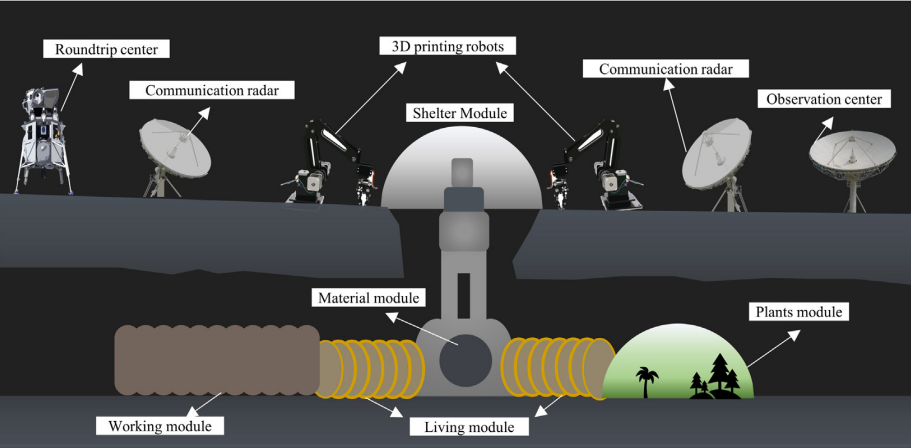 Roundtrip center
3D printing robots
Communication radar
Communication radar
Observation center
Shelter Module
Material module
Plants module
Working module
Living module